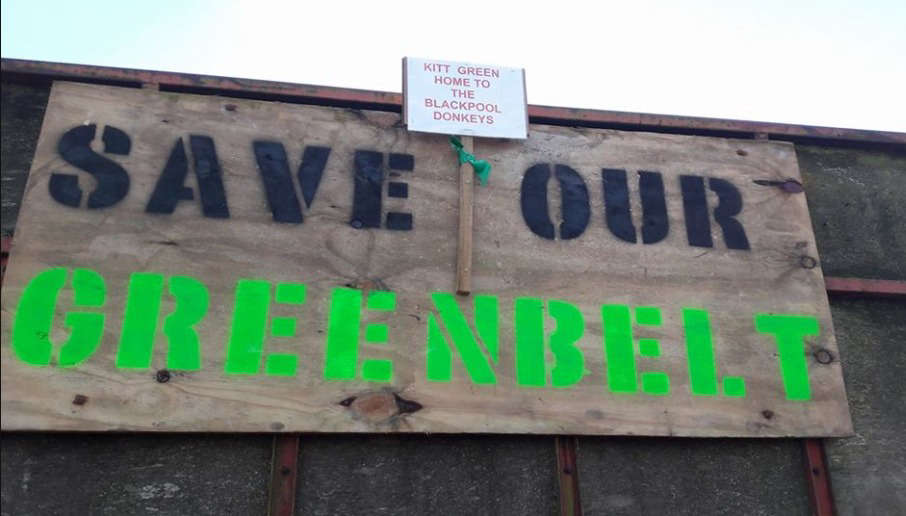 KITT GREEN
HOME TO
THE
BLACKPOOL
DONKEYS
SAVE OUR
GREENBELT